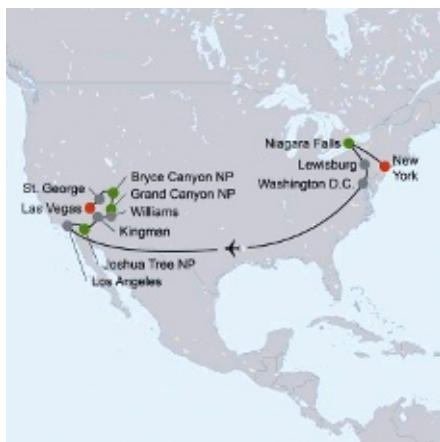 Niagara Falls
Lewisburg
New
York
Washington D.C.
Bryce Canyon NP
St. George
Grand Canyon NP
Las Vegas
Williams
Kingman
Joshua Tree NP
Los Angeles